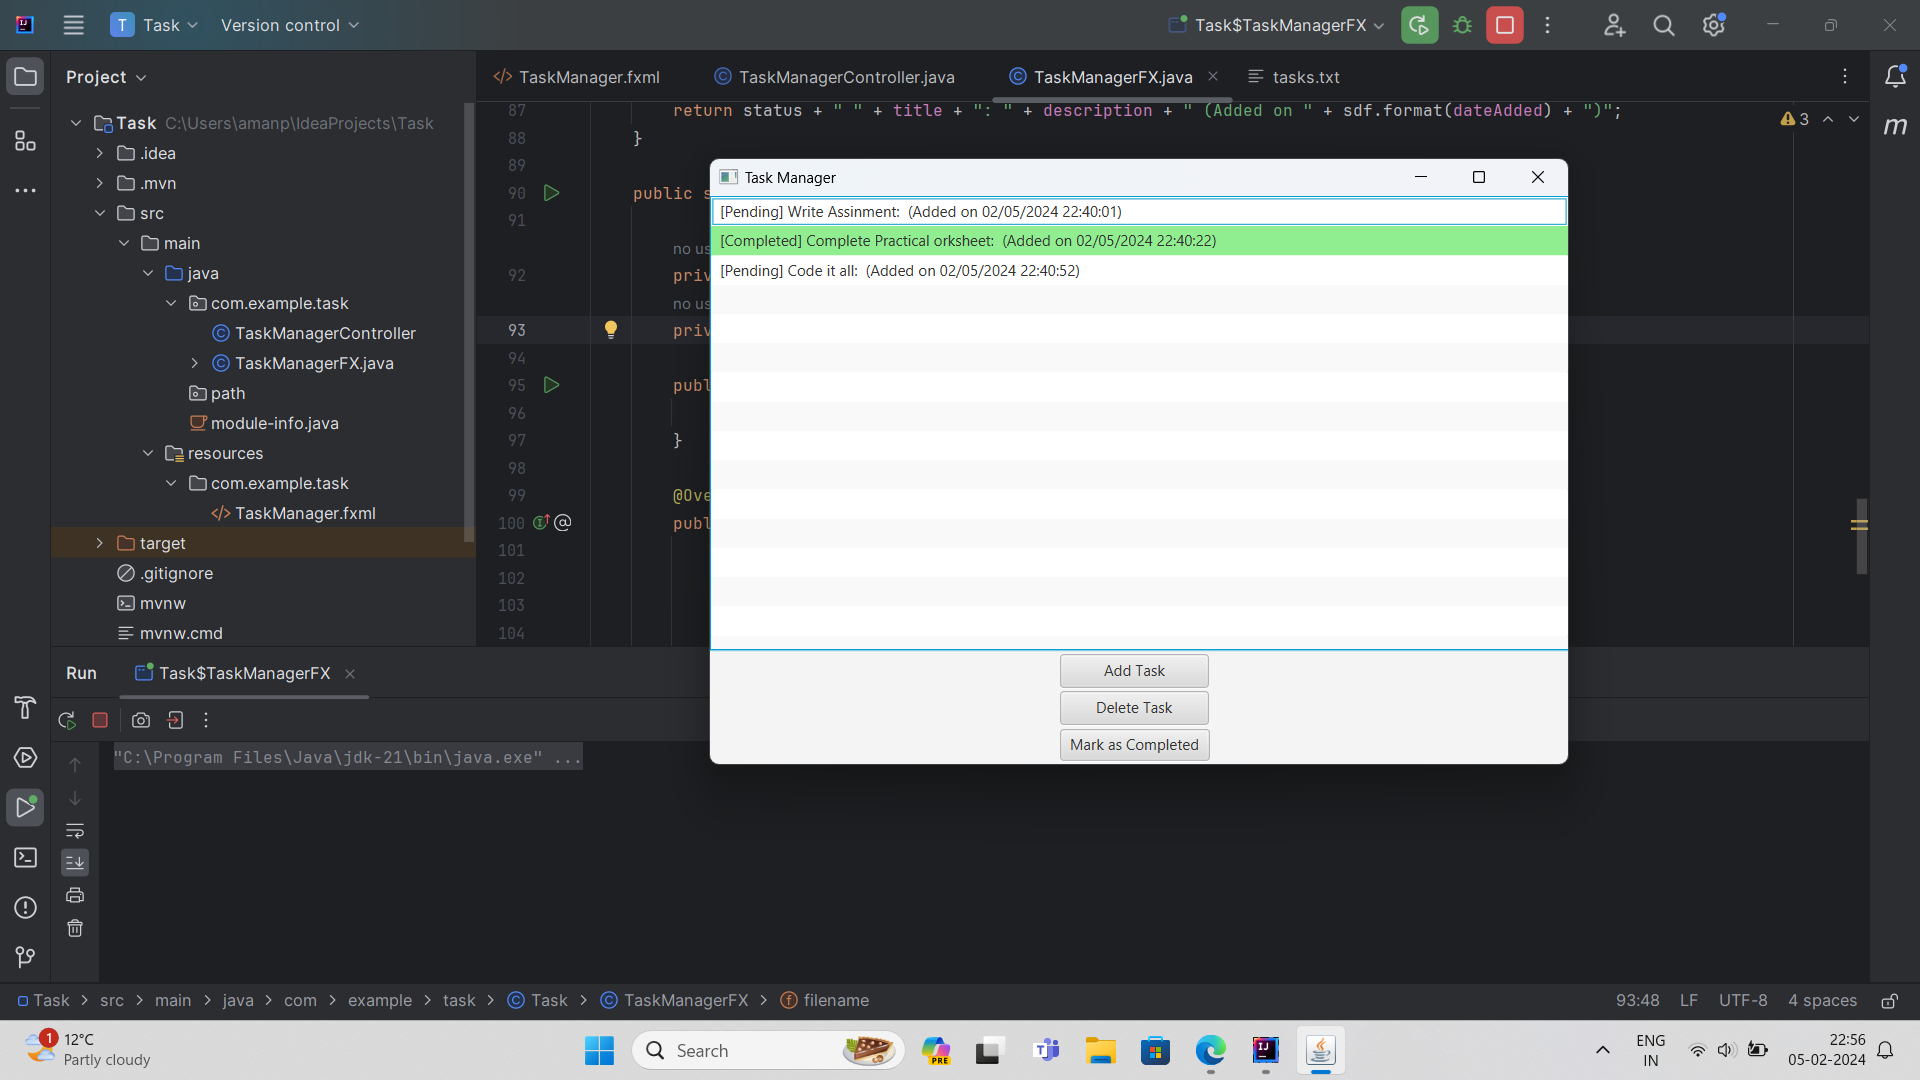 T Task Version control Task$TaskManagerFX
Project
TaskManager.fxml TaskManagerController.java TaskManagerFX.java tasks.txt
Task C:\Users\amanp\IdeaProjects\Task
.idea
.mvn
src
main
java
com.example.task
TaskManagerController
TaskManagerFX.java
path
module-info.java
resources
com.example.task
TaskManager.fxml
target
.gitignore
mvnw
mvnw.cmd
87 return status + " " + title + ": " + description + " (Added on " + sdf.format(dateAdded) + ")";
3
88 }
89
90 public s
91
no us
92 priv
no us
93 priv
94
95 publ
96
97 }
98
99 @Ove
100 publ
101
102
103
104
Task Manager
[Pending] Write Assinment: (Added on 02/05/2024 22:40:01)
[Completed] Complete Practical orksheet: (Added on 02/05/2024 22:40:22)
[Pending] Code it all: (Added on 02/05/2024 22:40:52)
Add Task
Delete Task
Mark as Completed
Run Task$TaskManagerFX
"C:\Program Files\Java\jdk-21\bin\java.exe" ...
Task > src > main > java > com > example > task > Task > TaskManagerFX > filename
93:48 LF UTF-8 4 spaces
1 12°C
Partly cloudy
Search
PRE
ENG
IN
22:56
05-02-2024